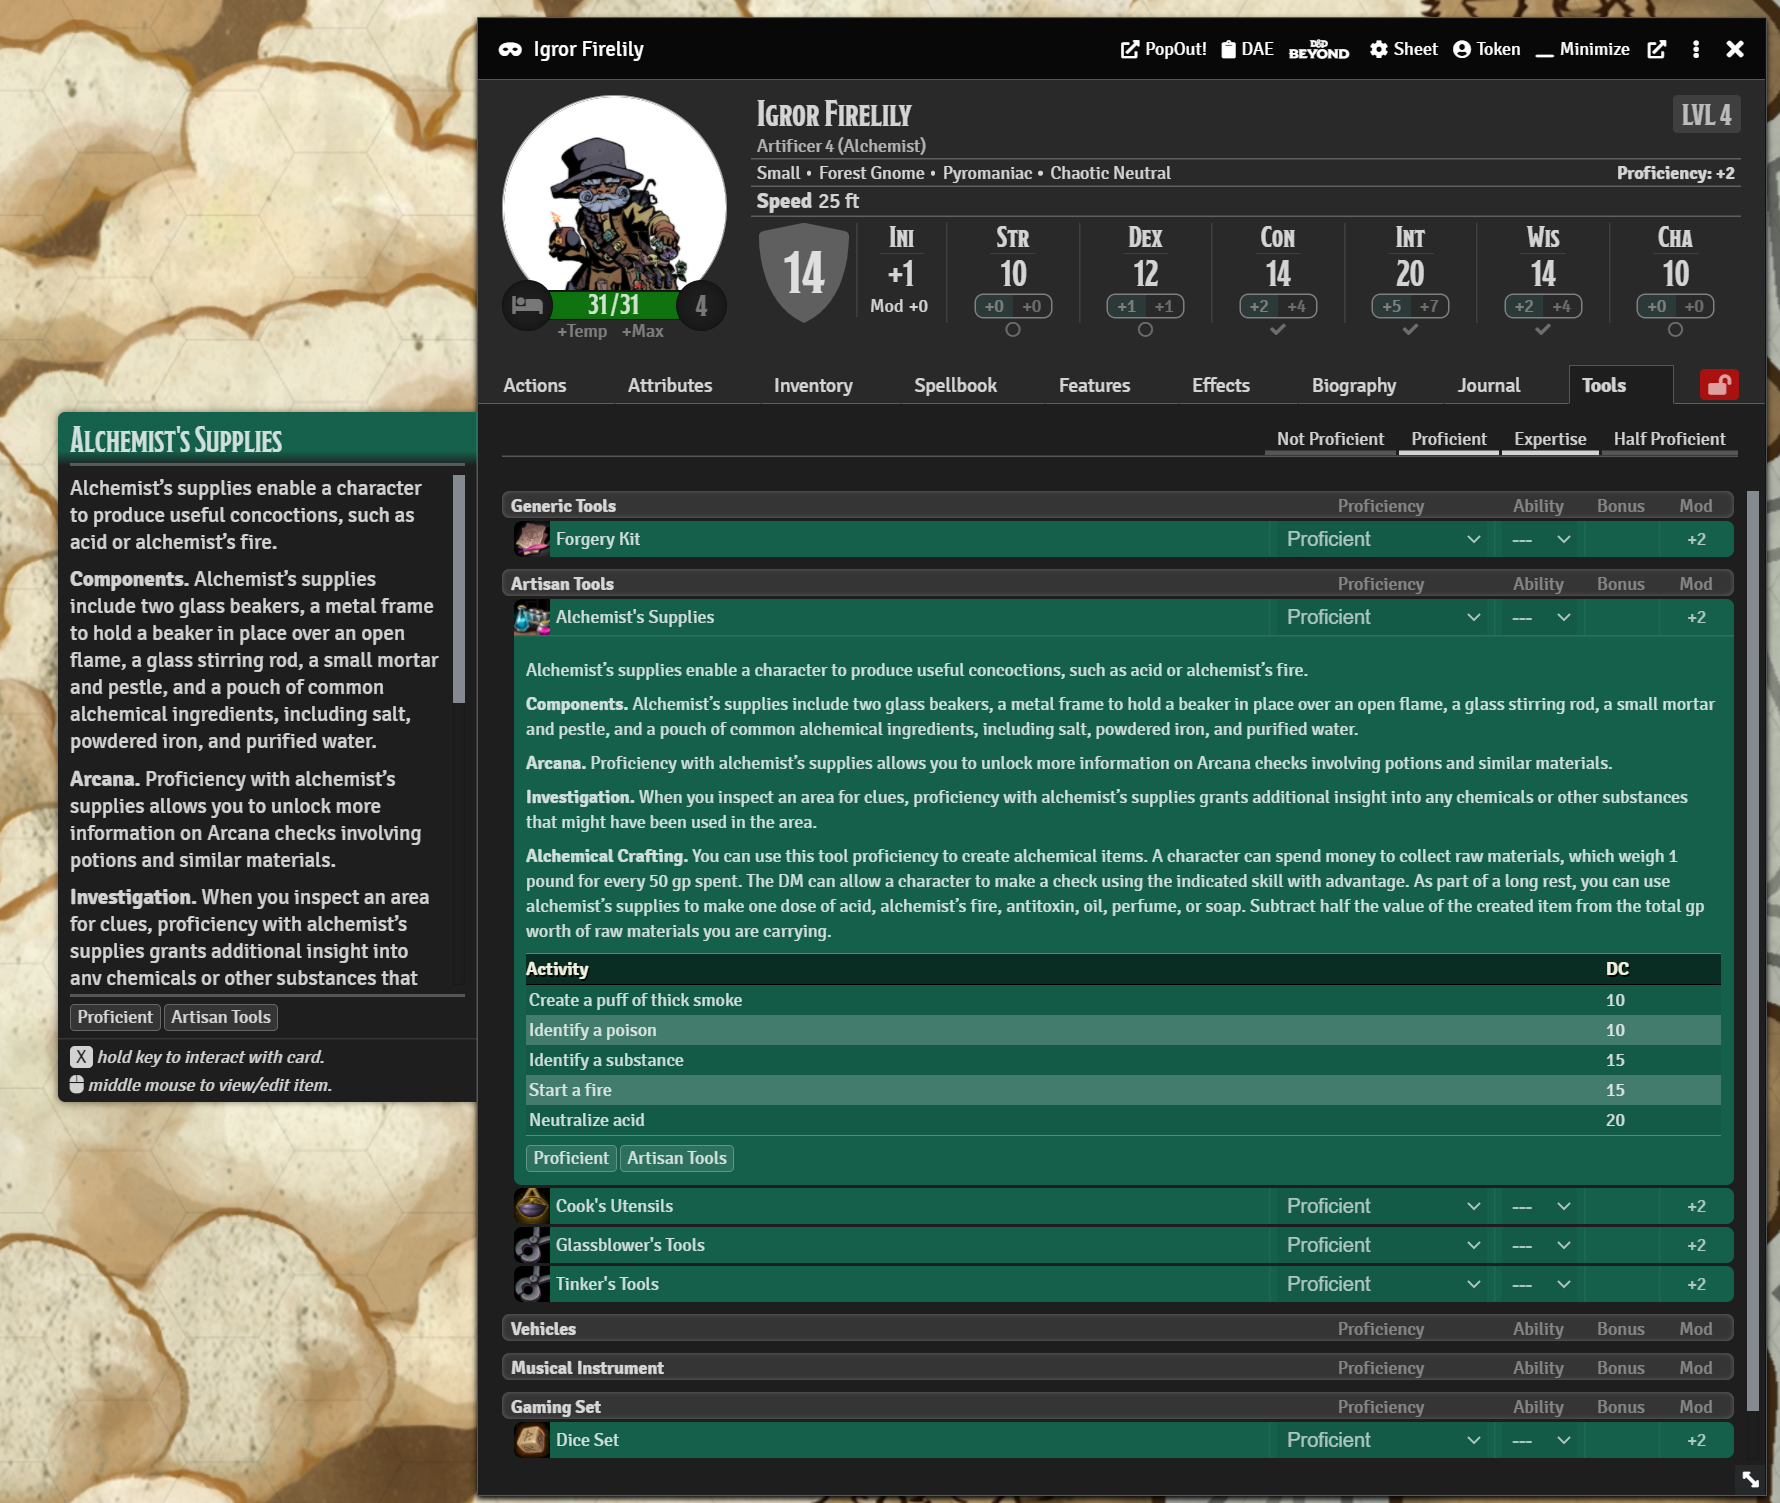 Igror Firelily
PopOut! DAE D&D BEYOND Sheet Token Minimize
IGROR FIRELILY
LVL 4
Artificer 4 (Alchemist)
Small • Forest Gnome • Pyromaniac • Chaotic Neutral
Proficiency: +2
Speed 25 ft
14
INI STR DEX CON INT WIS CHA
+1 10 12 14 20 14 10
Mod +0 +0 +0 +1 +1 +2 +4 +5 +7 +2 +4 +0 +0
31/31
4
+Temp +Max
Actions Attributes Inventory Spellbook Features Effects Biography Journal Tools
Not Proficient Proficient Expertise Half Proficient
ALCHEMIST'S SUPPLIES
Alchemist’s supplies enable a character
to produce useful concoctions, such as
acid or alchemist’s fire.
Components. Alchemist’s supplies
include two glass beakers, a metal frame
to hold a beaker in place over an open
flame, a glass stirring rod, a small mortar
and pestle, and a pouch of common
alchemical ingredients, including salt,
powdered iron, and purified water.
Arcana. Proficiency with alchemist’s
supplies allows you to unlock more
information on Arcana checks involving
potions and similar materials.
Investigation. When you inspect an area
for clues, proficiency with alchemist’s
supplies grants additional insight into
any chemicals or other substances that
Proficient Artisan Tools
X hold key to interact with card.
middle mouse to view/edit item.
Generic Tools Proficiency Ability Bonus Mod
Forgery Kit Proficient --- +2
Artisan Tools Proficiency Ability Bonus Mod
Alchemist's Supplies Proficient --- +2
Alchemist’s supplies enable a character to produce useful concoctions, such as acid or alchemist’s fire.
Components. Alchemist’s supplies include two glass beakers, a metal frame to hold a beaker in place over an open flame, a glass stirring rod, a small mortar
and pestle, and a pouch of common alchemical ingredients, including salt, powdered iron, and purified water.
Arcana. Proficiency with alchemist’s supplies allows you to unlock more information on Arcana checks involving potions and similar materials.
Investigation. When you inspect an area for clues, proficiency with alchemist’s supplies grants additional insight into any chemicals or other substances
that might have been used in the area.
Alchemical Crafting. You can use this tool proficiency to create alchemical items. A character can spend money to collect raw materials, which weigh 1
pound for every 50 gp spent. The DM can allow a character to make a check using the indicated skill with advantage. As part of a long rest, you can use
alchemist’s supplies to make one dose of acid, alchemist’s fire, antitoxin, oil, perfume, or soap. Subtract half the value of the created item from the total gp
worth of raw materials you are carrying.
Activity DC
Create a puff of thick smoke 10
Identify a poison 10
Identify a substance 15
Start a fire 15
Neutralize acid 20
Proficient Artisan Tools
Cook's Utensils Proficient --- +2
Glassblower's Tools Proficient --- +2
Tinker's Tools Proficient --- +2
Vehicles Proficiency Ability Bonus Mod
Musical Instrument Proficiency Ability Bonus Mod
Gaming Set Proficiency Ability Bonus Mod
Dice Set Proficient --- +2